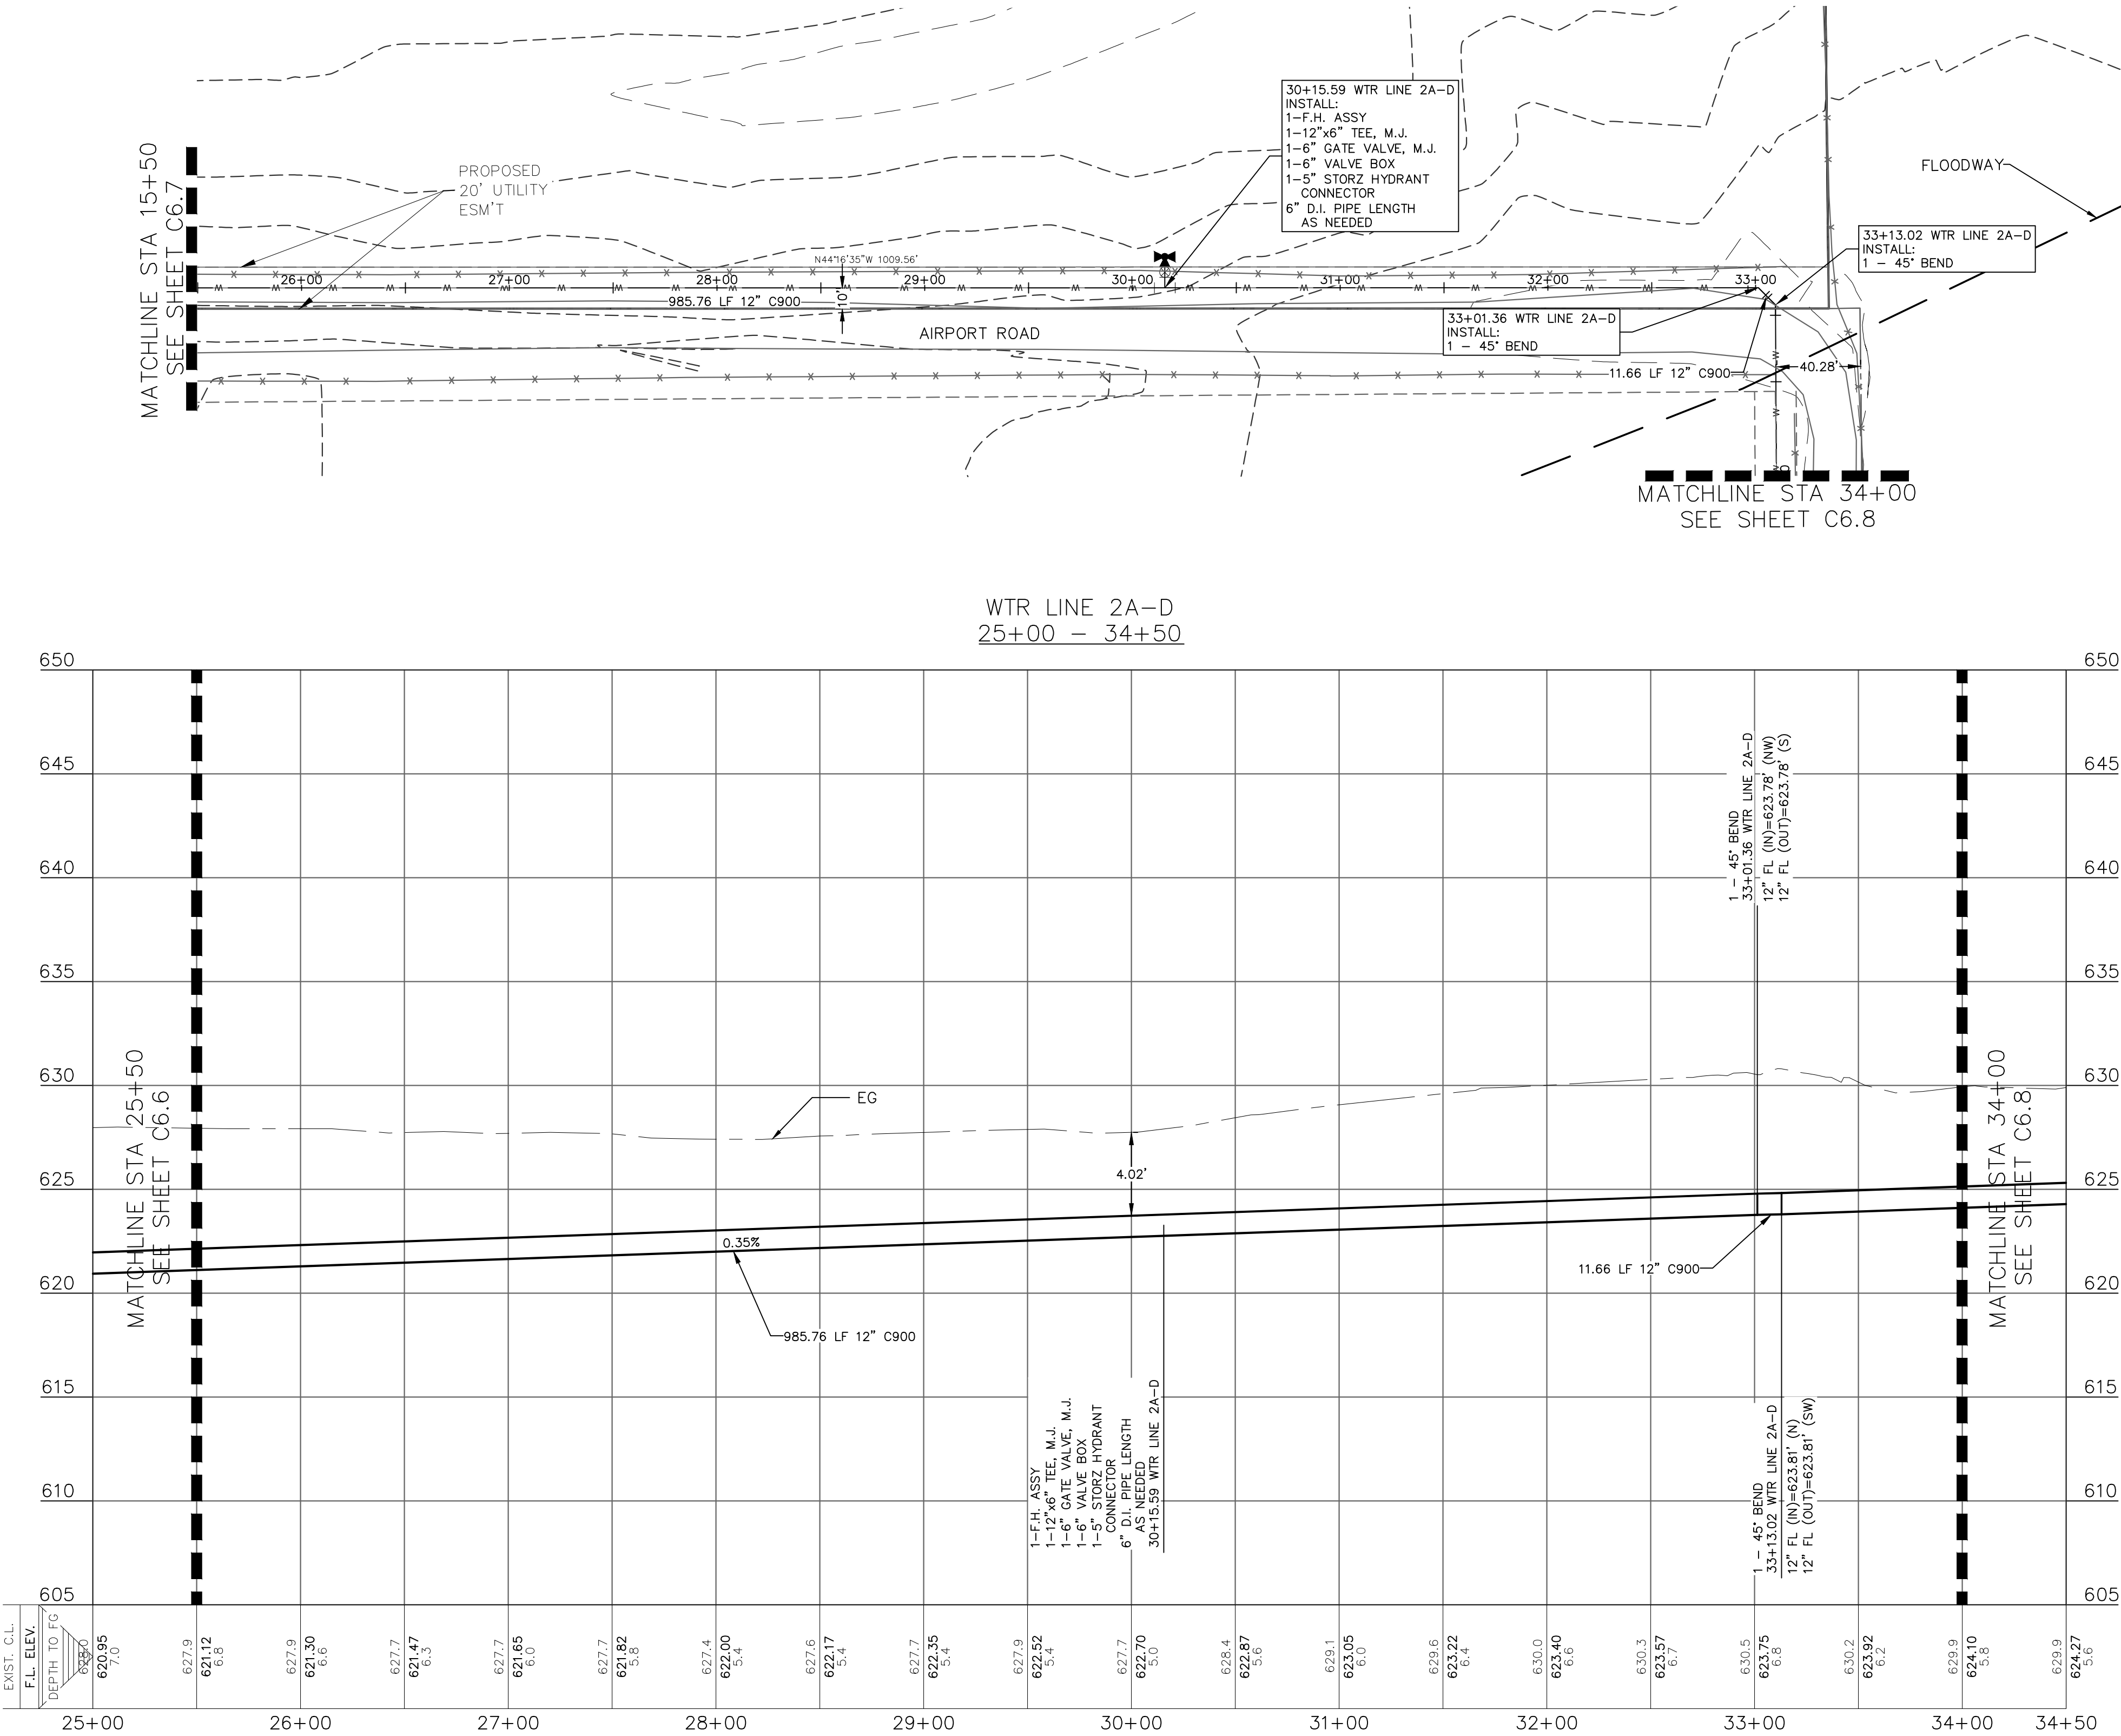 30+15.59 WTR LINE 2A-D
INSTALL:
1-F.H. ASSY
1-12"x6" TEE, M.J.
1-6" GATE VALVE, M.J.
1-6" VALVE BOX
1-5" STORZ HYDRANT
CONNECTOR
6" D.I. PIPE LENGTH
AS NEEDED
PROPOSED
20' UTILITY
ESM'T
FLOODWAY
MATCHLINE STA 15+50
SEE SHEET C6.7
33+13.02 WTR LINE 2A-D
INSTALL:
1 - 45° BEND
N44°16'35"W 1009.56'
26+00
27+00
28+00
29+00
30+00
31+00
32+00
33+00
985.76 LF 12" C900
10'
AIRPORT ROAD
33+01.36 WTR LINE 2A-D
INSTALL:
1 - 45° BEND
11.66 LF 12" C900
40.28'
MATCHLINE STA 34+00
SEE SHEET C6.8
WTR LINE 2A-D
25+00 - 34+50
650
650
645
645
640
640
635
635
630
630
625
625
620
620
615
615
610
610
605
605
1 - 45° BEND
33+01.36 WTR LINE 2A-D
12" FL (IN)=623.78' (NW)
12" FL (OUT)=623.78' (S)
MATCHLINE STA 25+50
SEE SHEET C6.6
EG
4.02'
MATCHLINE STA 34+00
SEE SHEET C6.8
0.35%
985.76 LF 12" C900
11.66 LF 12" C900
1-F.H. ASSY
1-12"x6" TEE, M.J.
1-6" GATE VALVE, M.J.
1-6" VALVE BOX
1-5" STORZ HYDRANT
CONNECTOR
6" D.I. PIPE LENGTH
AS NEEDED
30+15.59 WTR LINE 2A-D
1 - 45° BEND
33+13.02 WTR LINE 2A-D
12" FL (IN)=623.81' (N)
12" FL (OUT)=623.81' (SW)
EXIST. C.L.
F.L. ELEV.
DEPTH TO FG
628.0
620.95
7.0
627.9
621.12
6.8
627.9
621.30
6.6
627.7
621.47
6.3
627.7
621.65
6.0
627.7
621.82
5.8
627.4
622.00
5.4
627.6
622.17
5.4
627.7
622.35
5.4
627.9
622.52
5.4
627.7
622.70
5.0
628.4
622.87
5.6
629.1
623.05
6.0
629.6
623.22
6.4
630.0
623.40
6.6
630.3
623.57
6.7
630.5
623.75
6.8
630.2
623.92
6.2
629.9
624.10
5.8
629.9
624.27
5.6
25+00
26+00
27+00
28+00
29+00
30+00
31+00
32+00
33+00
34+00
34+50